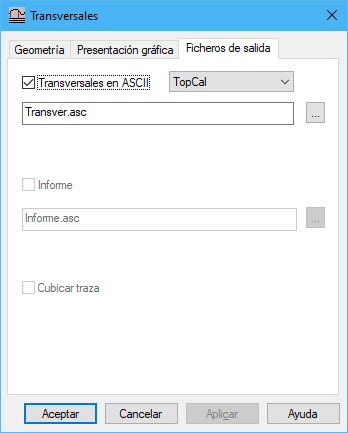 Transversales
Geometría Presentación gráfica Ficheros de salida
Transversales en ASCII TopCal
Transver.asc ...
Informe
Informe.asc ...
Cubicar traza
Aceptar Cancelar Aplicar Ayuda